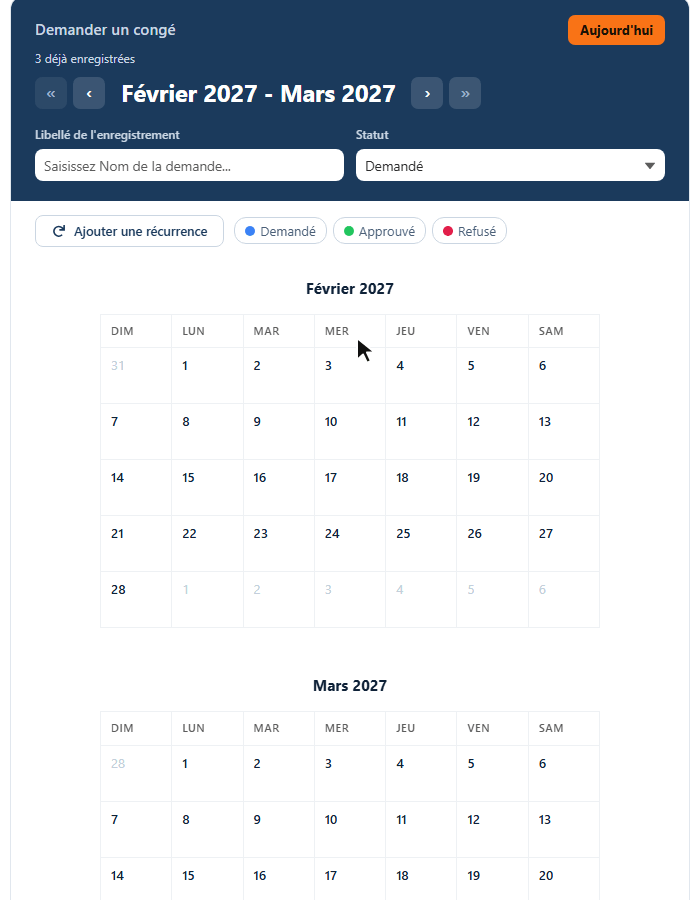 Demander un congé
Aujourd'hui
3 déjà enregistrées
« ‹ Février 2027 - Mars 2027 › »
Libellé de l'enregistrement Statut
Saisissez Nom de la demande... Demandé
Ajouter une récurrence Demandé Approuvé Refusé
Février 2027
DIM LUN MAR MER JEU VEN SAM
31 1 2 3 4 5 6
7 8 9 10 11 12 13
14 15 16 17 18 19 20
21 22 23 24 25 26 27
28 1 2 3 4 5 6
Mars 2027
DIM LUN MAR MER JEU VEN SAM
28 1 2 3 4 5 6
7 8 9 10 11 12 13
14 15 16 17 18 19 20